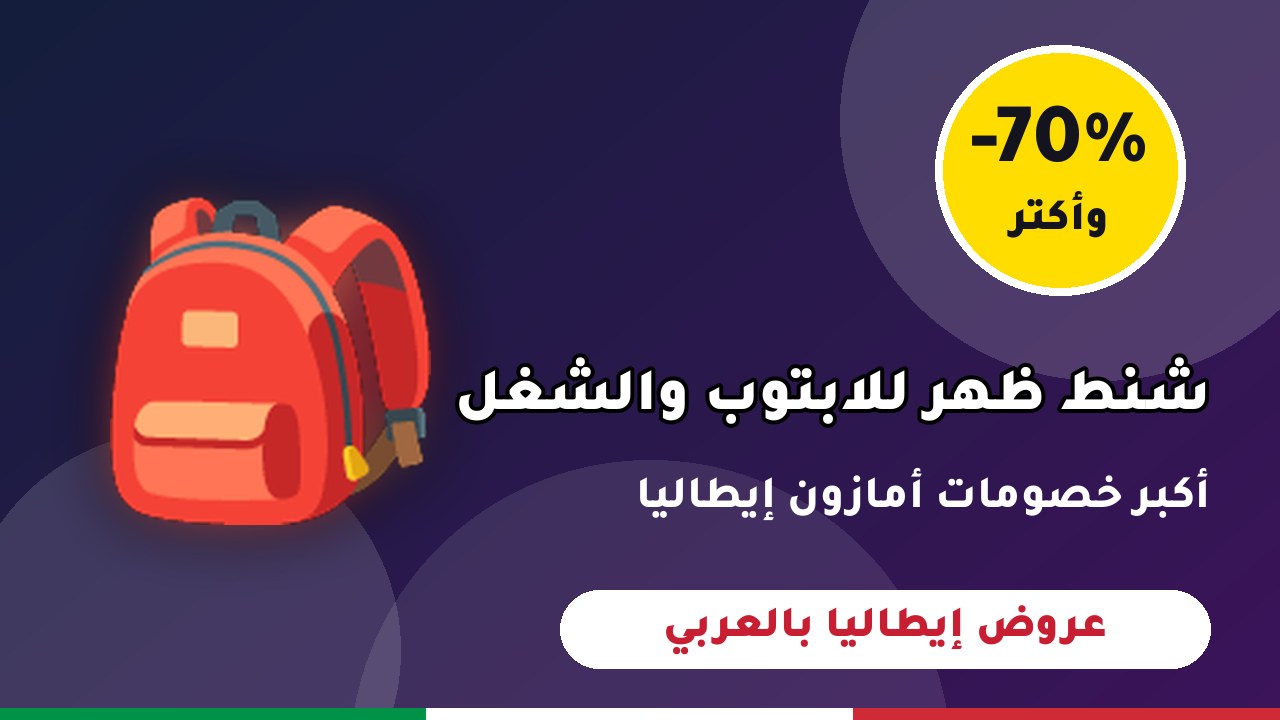 -70%
وأكتر
شنط ظهر للابتوب والشغل
أكبر خصومات أمازون إيطاليا
عروض إيطاليا بالعربي